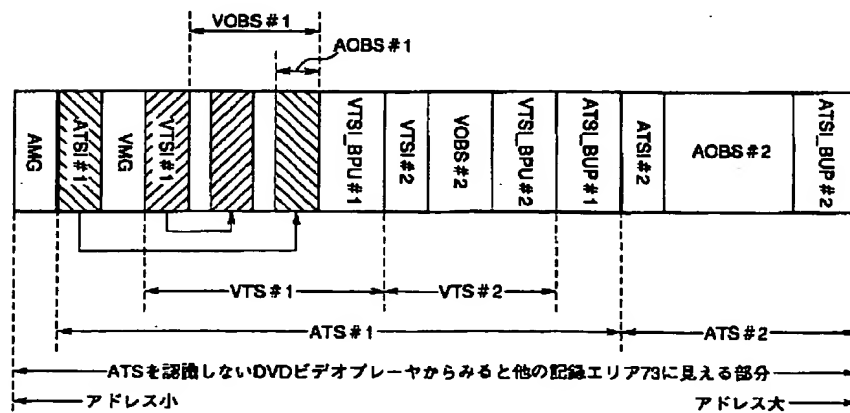 VOBS#1
AOBS#1
AMG
ATSI#1
VMG
VTSI#1
VTSI_BPU#1
VTSI#2
VOBS#2
VTSI_BPU#2
ATSI_BUP#1
ATSI#2
AOBS#2
ATSI_BUP#2
VTS#1
VTS#2
ATS#1
ATS#2
ATSを認識しないDVDビデオプレーヤからみると他の記録エリア73に見える部分
アドレス小
アドレス大